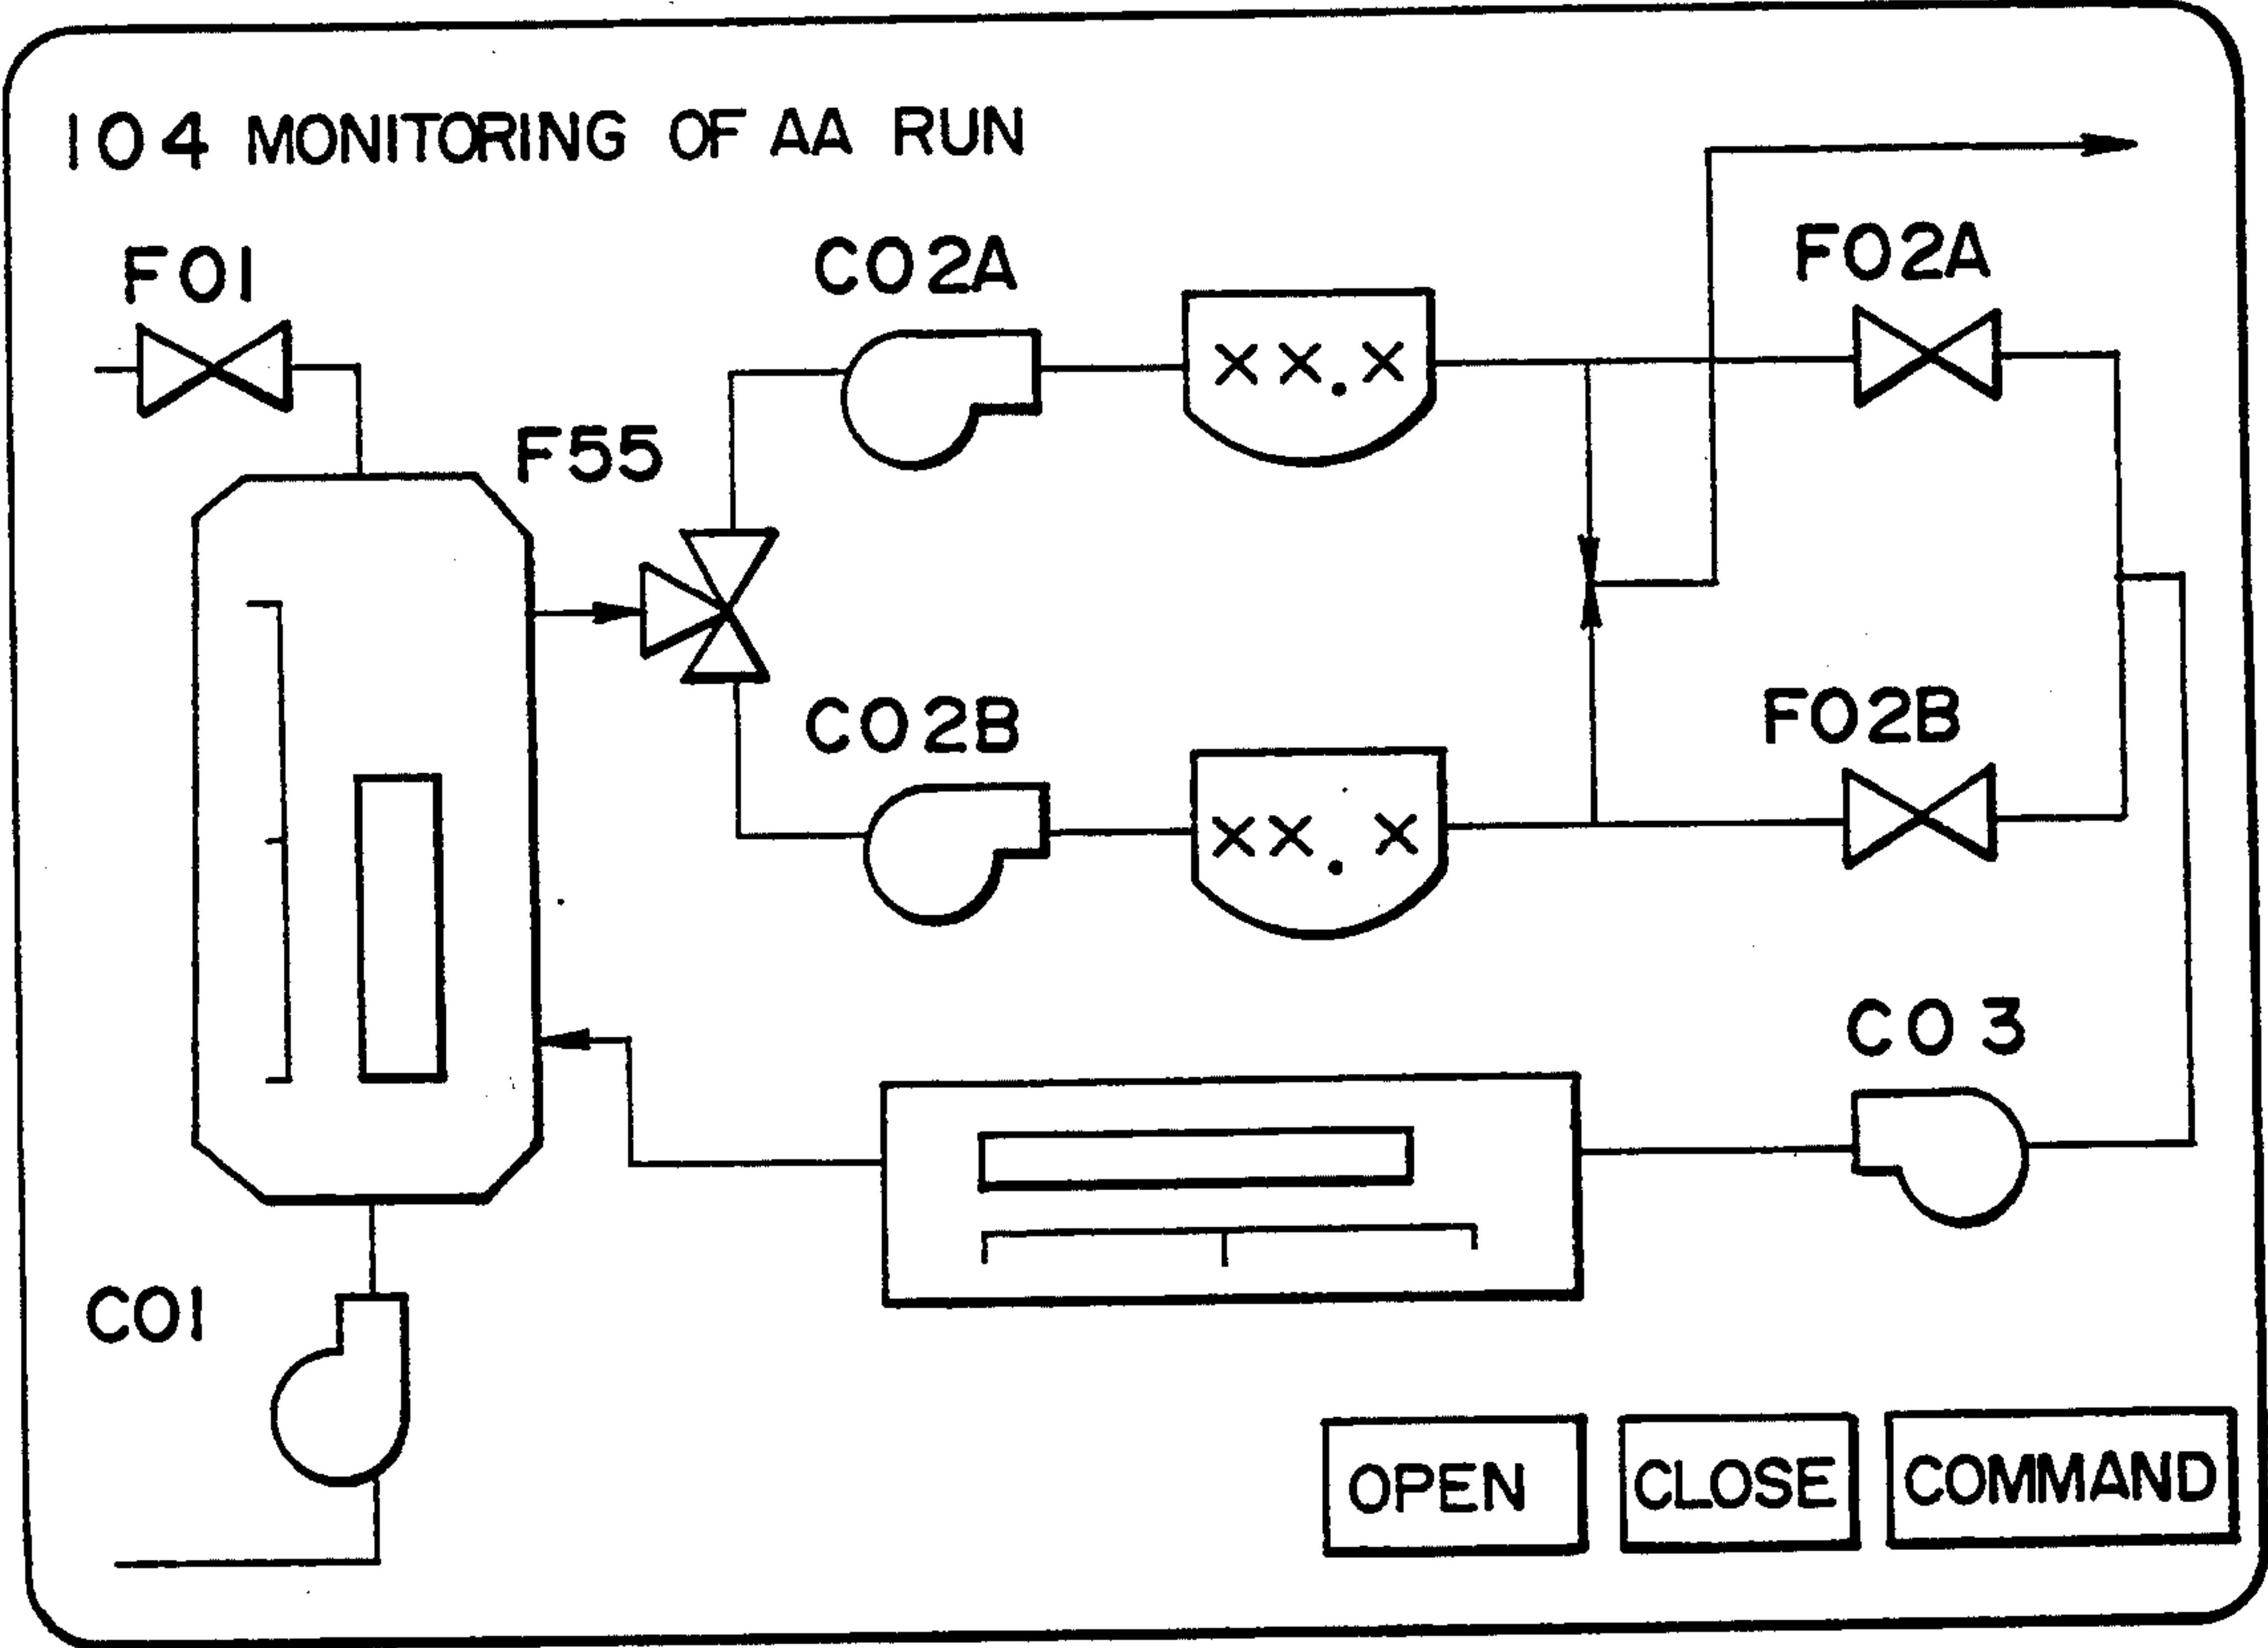 104 MONITORING OF AA RUN
F01
C02A
F02A
F55
XX.X
C02B
F02B
XX.X
C03
C01
OPEN
CLOSE
COMMAND